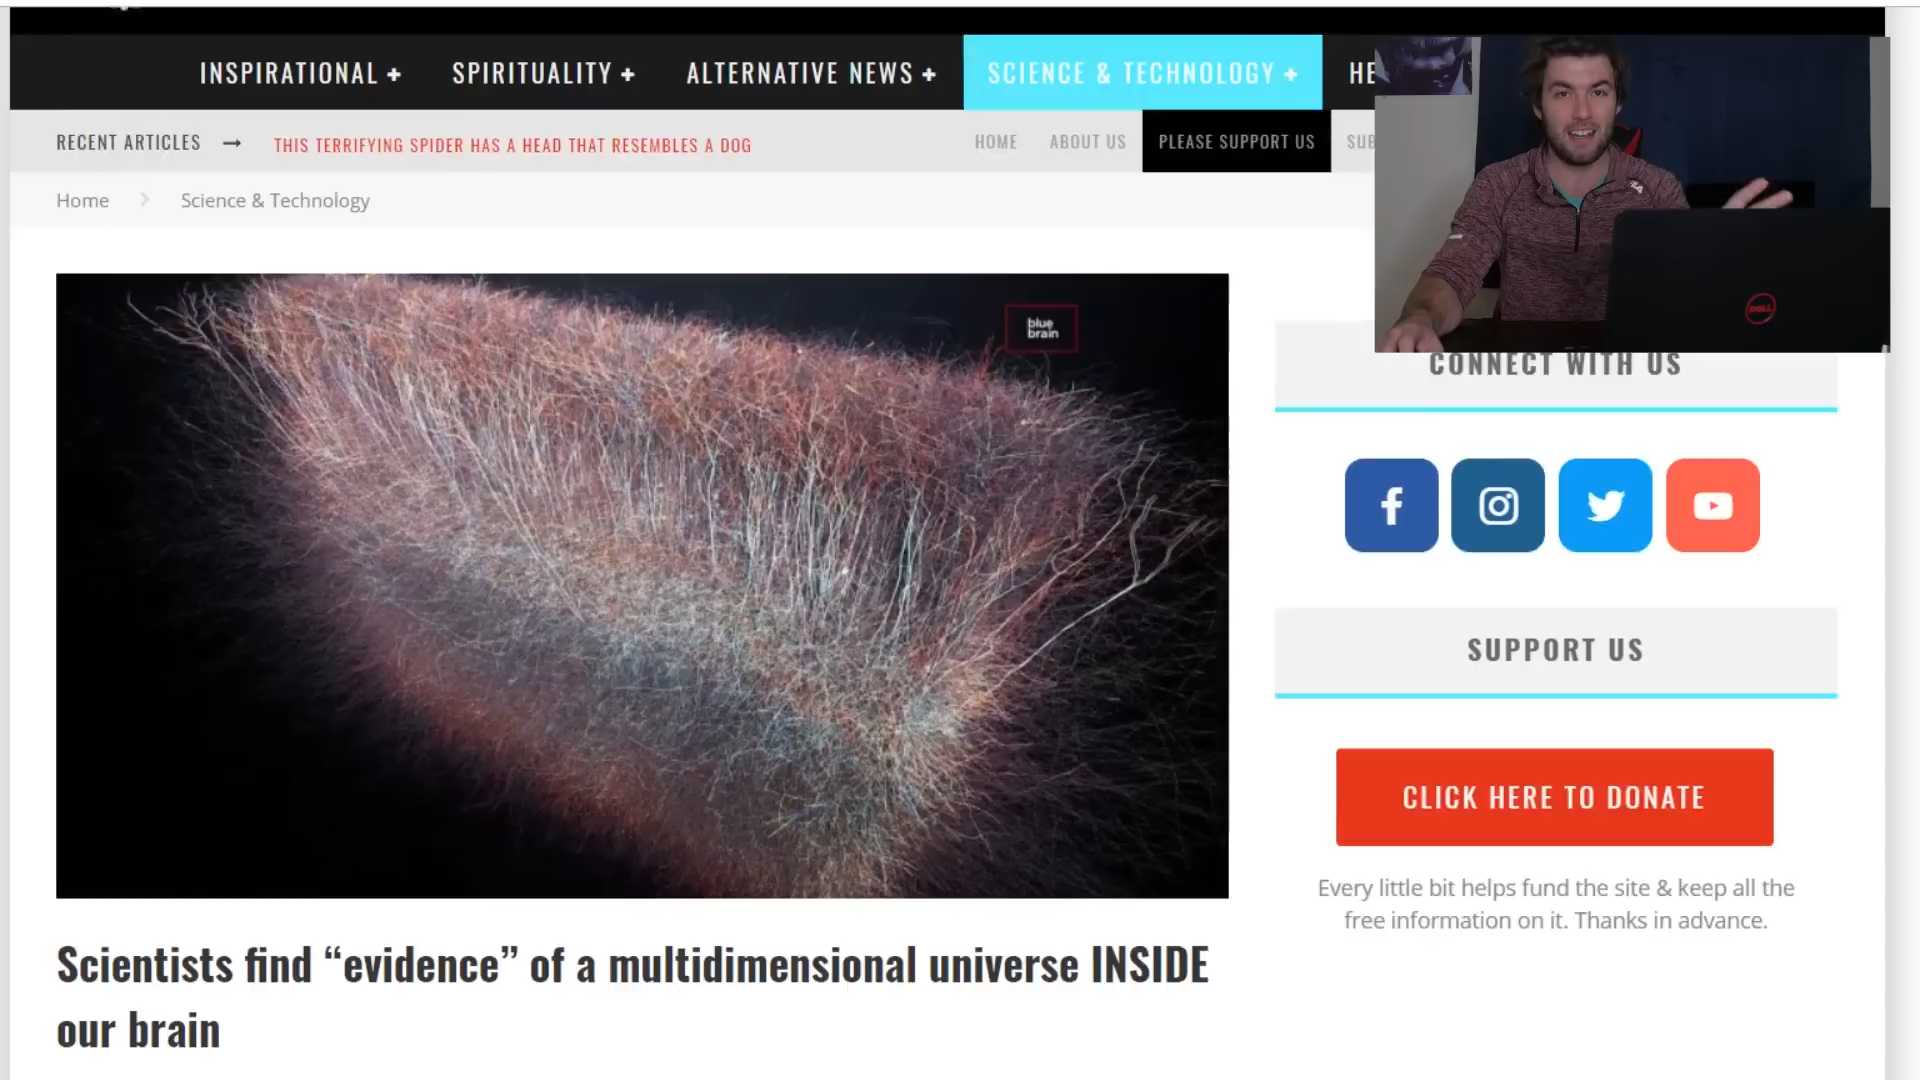 INSPIRATIONAL +
SPIRITUALITY +
ALTERNATIVE NEWS +
SCIENCE & TECHNOLOGY +
HE
RECENT ARTICLES →
THIS TERRIFYING SPIDER HAS A HEAD THAT RESEMBLES A DOG
HOME
ABOUT US
PLEASE SUPPORT US
SUB
Home
Science & Technology
blue
brain
DELL
CONNECT WITH US
SUPPORT US
CLICK HERE TO DONATE
Every little bit helps fund the site & keep all the
free information on it. Thanks in advance.
Scientists find “evidence” of a multidimensional universe INSIDE
our brain